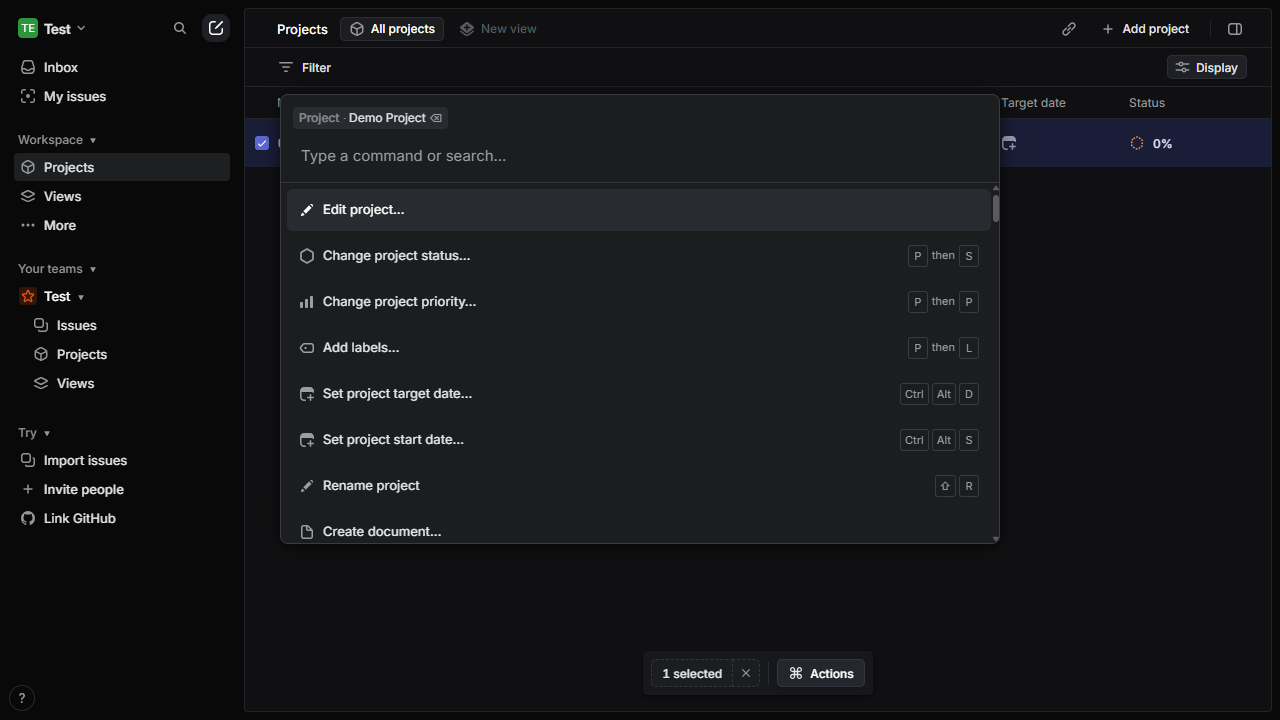 TE Test
Inbox
My issues
Workspace
Projects
Views
More
Your teams
Test
Issues
Projects
Views
Try
Import issues
Invite people
Link GitHub
?
Projects All projects New view Add project
Filter Display
Target date Status
0%
Project · Demo Project
Type a command or search...
Edit project...
Change project status... P then S
Change project priority... P then P
Add labels... P then L
Set project target date... Ctrl Alt D
Set project start date... Ctrl Alt S
Rename project ⇧ R
Create document...
1 selected × ⌘ Actions